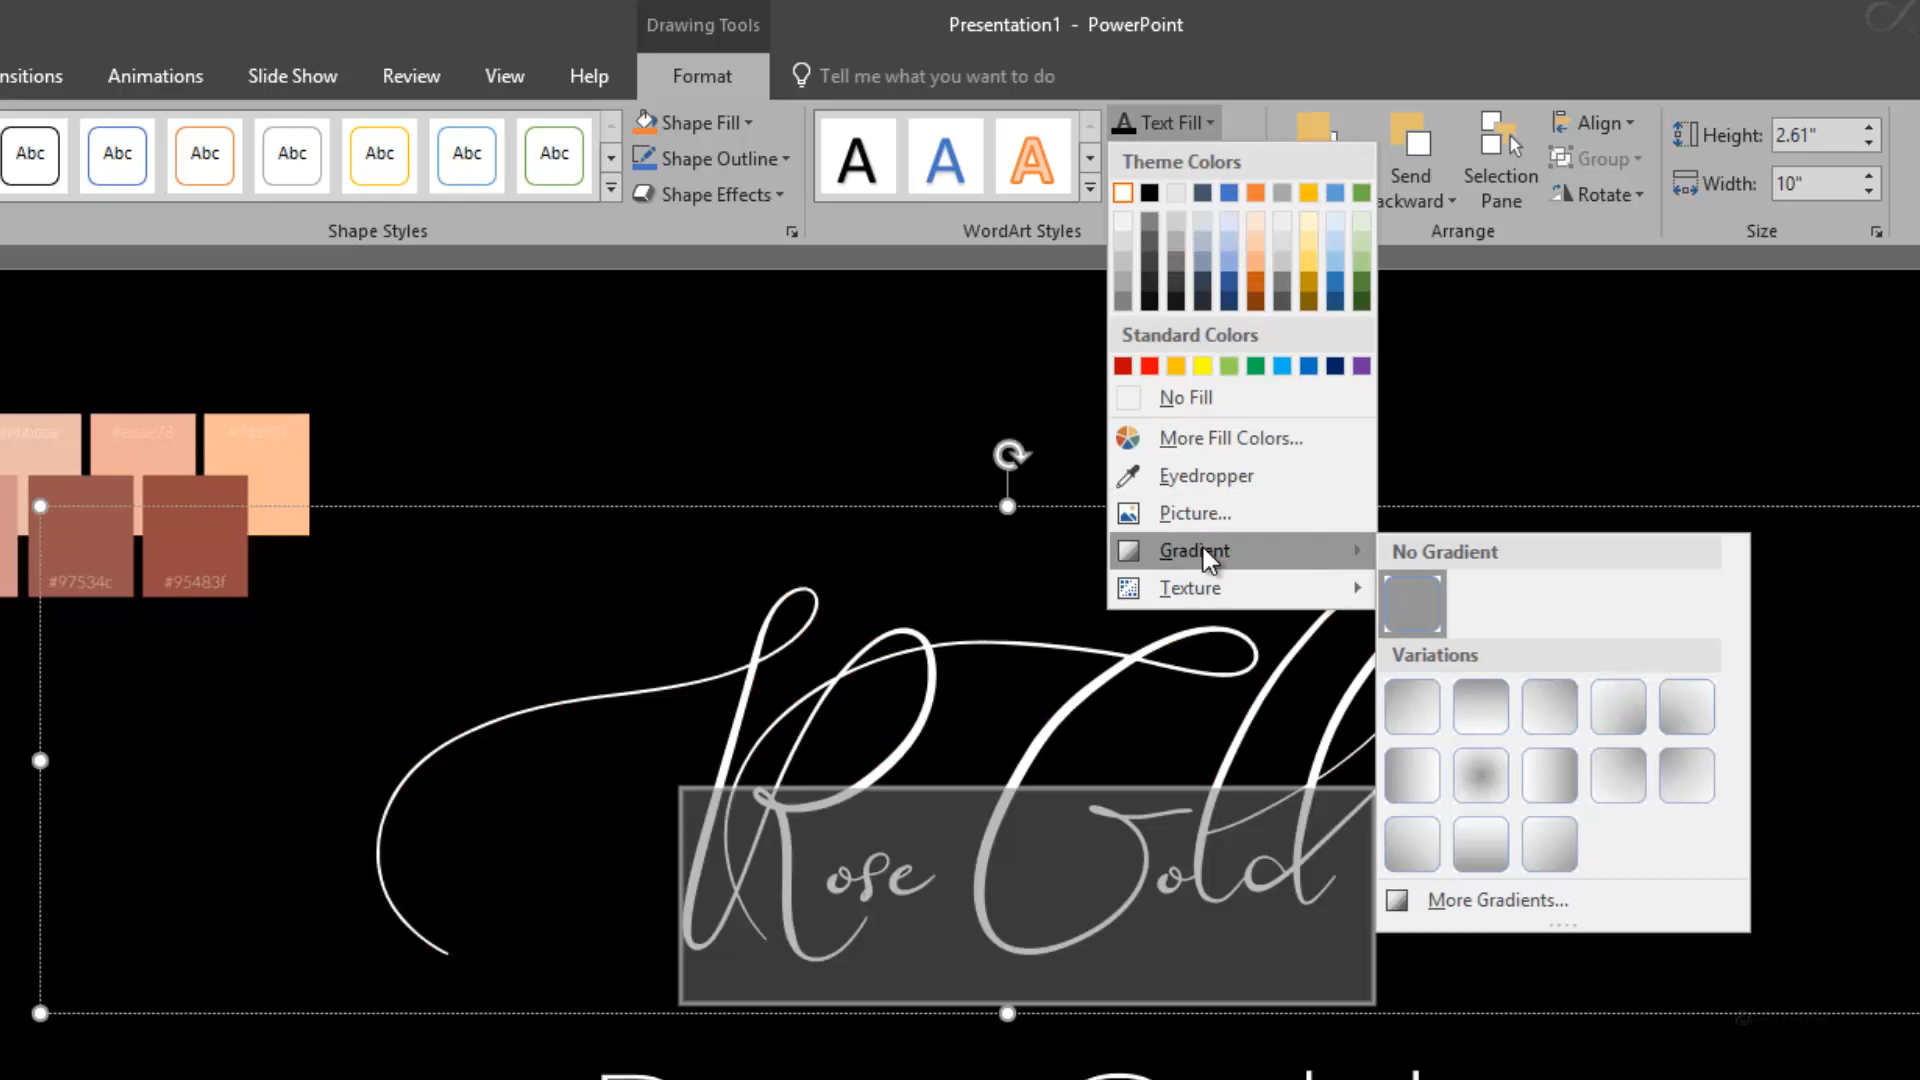 Drawing Tools
Presentation1 - PowerPoint
nsitions Animations Slide Show Review View Help Format Tell me what you want to do
Abc Abc Abc Abc Abc Abc Abc
Shape Fill
Shape Outline
Shape Effects
Shape Styles
A A A
WordArt Styles
Text Fill
Theme Colors
Standard Colors
No Fill
More Fill Colors...
Eyedropper
Picture...
Gradient
Texture
Send
ackward
Selection
Pane
Align
Group
Rotate
Arrange
Height: 2.61"
Width: 10"
Size
No Gradient
Variations
More Gradients...
#97534c
#95483f
Rose Gold